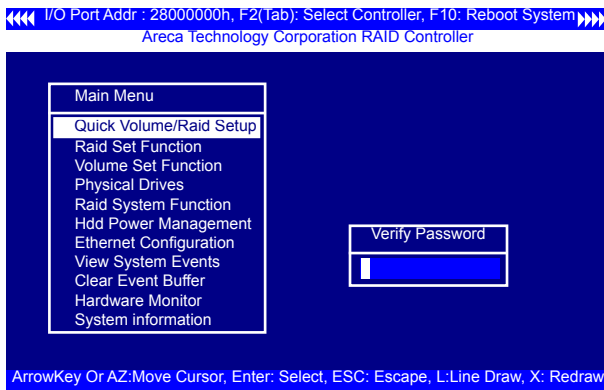 I/O Port Addr : 28000000h, F2(Tab): Select Controller, F10: Reboot System
Areca Technology Corporation RAID Controller
Main Menu
Quick Volume/Raid Setup
Raid Set Function
Volume Set Function
Physical Drives
Raid System Function
Hdd Power Management
Ethernet Configuration
View System Events
Clear Event Buffer
Hardware Monitor
System information
Verify Password
ArrowKey Or AZ:Move Cursor, Enter: Select, ESC: Escape, L:Line Draw, X: Redraw